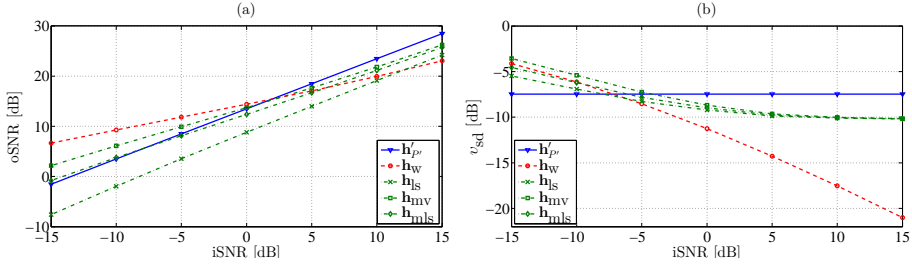 (a)
30
20
10
0
−10
oSNR [dB]
−15 −10 −5 0 5 10 15
iSNR [dB]
h′P′
hw
hls
hmv
hmls
(b)
0
−5
−10
−15
−20
vsd [dB]
−15 −10 −5 0 5 10 15
iSNR [dB]
h′P′
hw
hls
hmv
hmls